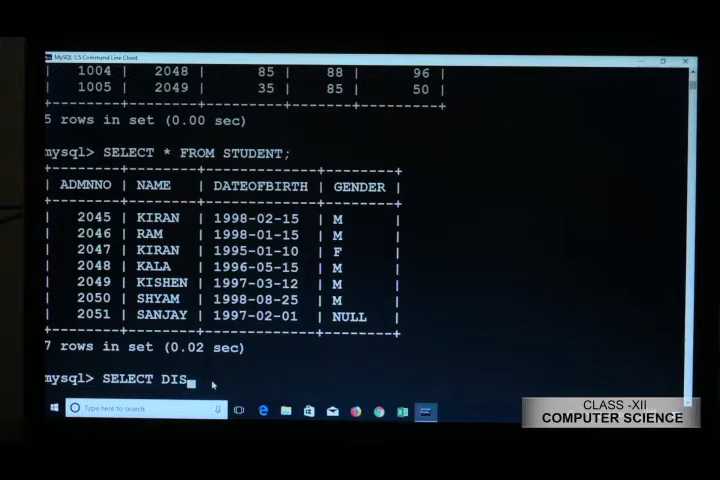 MySQL 5.5 Command Line Client
| 1004 | 2048 | 85 | 88 | 96 |
| 1005 | 2049 | 35 | 85 | 50 |
+--------+--------+--------+--------+----------+
5 rows in set (0.00 sec)
mysql> SELECT * FROM STUDENT;
+--------+--------+-------------+--------+
| ADMNNO | NAME | DATEOFBIRTH | GENDER |
+--------+--------+-------------+--------+
| 2045 | KIRAN | 1998-02-15 | M |
| 2046 | RAM | 1998-01-15 | M |
| 2047 | KIRAN | 1995-01-10 | F |
| 2048 | KALA | 1996-05-15 | M |
| 2049 | KISHEN | 1997-03-12 | M |
| 2050 | SHYAM | 1998-08-25 | M |
| 2051 | SANJAY | 1997-02-01 | NULL |
+--------+--------+-------------+--------+
7 rows in set (0.02 sec)
mysql> SELECT DIS
Type here to search
CLASS -XII
COMPUTER SCIENCE